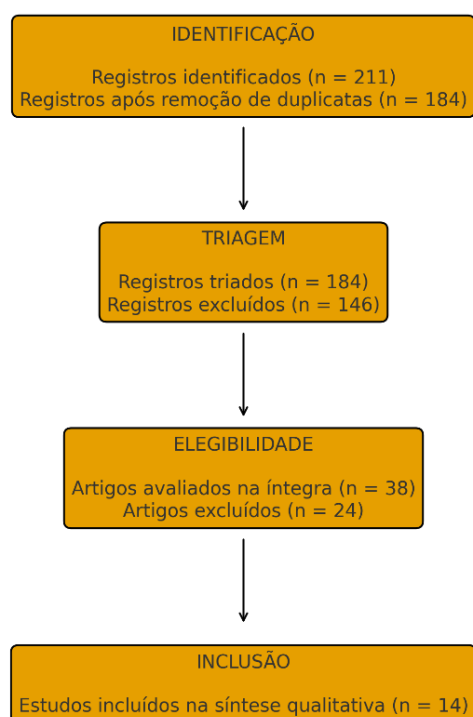 IDENTIFICAÇÃO
Registros identificados (n = 211)
Registros após remoção de duplicatas (n = 184)
TRIAGEM
Registros triados (n = 184)
Registros excluídos (n = 146)
ELEGIBILIDADE
Artigos avaliados na íntegra (n = 38)
Artigos excluídos (n = 24)
INCLUSÃO
Estudos incluídos na síntese qualitativa (n = 14)